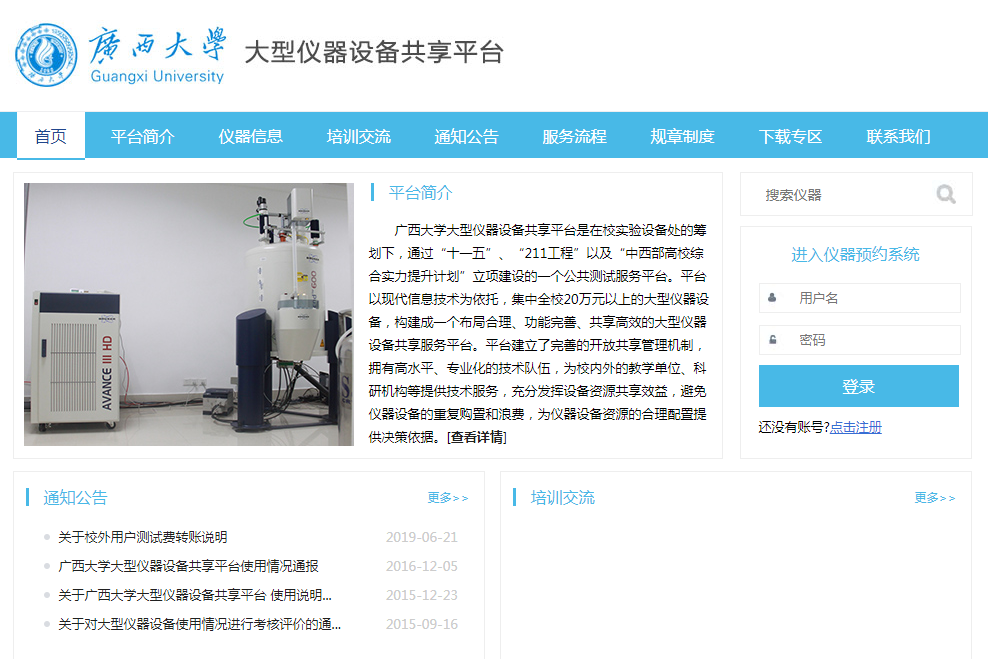 廣西大學
Guangxi University
大型仪器设备共享平台
首页
平台简介
仪器信息
培训交流
通知公告
服务流程
规章制度
下载专区
联系我们
AVANCE III HD
600
平台简介
广西大学大型仪器设备共享平台是在校实验设备处的筹
划下，通过“十一五”、“211工程”以及“中西部高校综
合实力提升计划”立项建设的一个公共测试服务平台。平台
以现代信息技术为依托，集中全校20万元以上的大型仪器设
备，构建成一个布局合理、功能完善、共享高效的大型仪器
设备共享服务平台。平台建立了完善的开放共享管理机制，
拥有高水平、专业化的技术队伍，为校内外的教学单位、科
研机构等提供技术服务，充分发挥设备资源共享效益，避免
仪器设备的重复购置和浪费，为仪器设备资源的合理配置提
供决策依据。[查看详情]
搜索仪器
进入仪器预约系统
用户名
密码
登录
还没有账号?点击注册
通知公告
更多>>
关于校外用户测试费转账说明 2019-06-21
广西大学大型仪器设备共享平台使用情况通报 2016-12-05
关于广西大学大型仪器设备共享平台 使用说明... 2015-12-23
关于对大型仪器设备使用情况进行考核评价的通... 2015-09-16
培训交流
更多>>